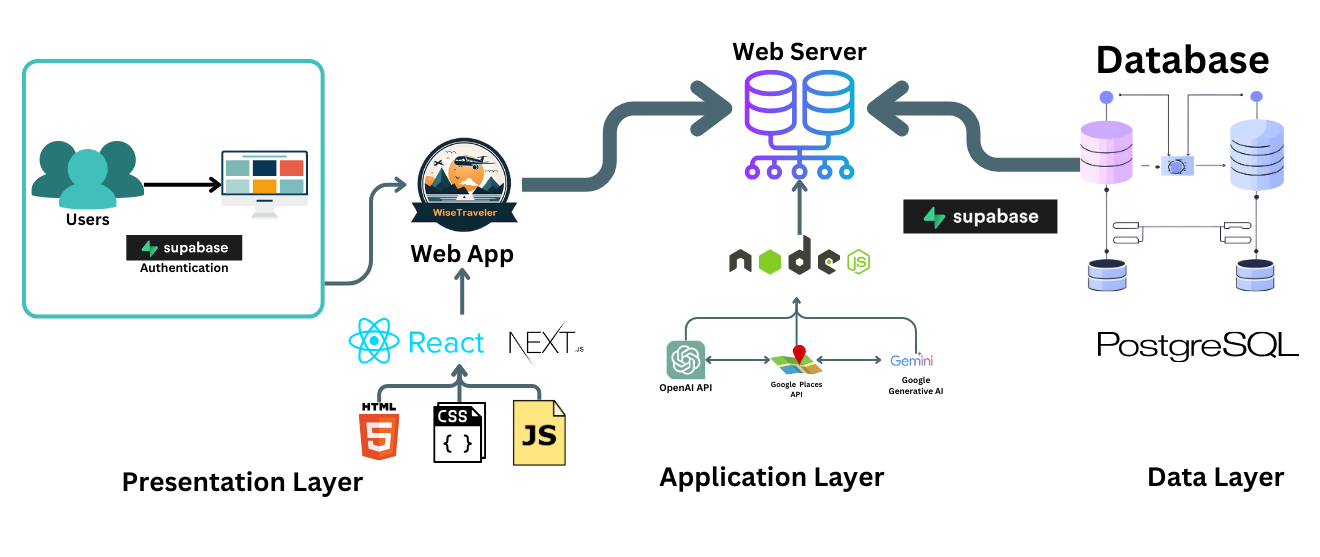 Web Server
Database
Users
supabase
Authentication
WiseTraveler
Web App
supabase
node
JS
React
NEXT.JS
HTML
5
CSS
{ }
JS
OpenAI API
Google Places
API
Gemini
Google
Generative AI
PostgreSQL
Presentation Layer
Application Layer
Data Layer